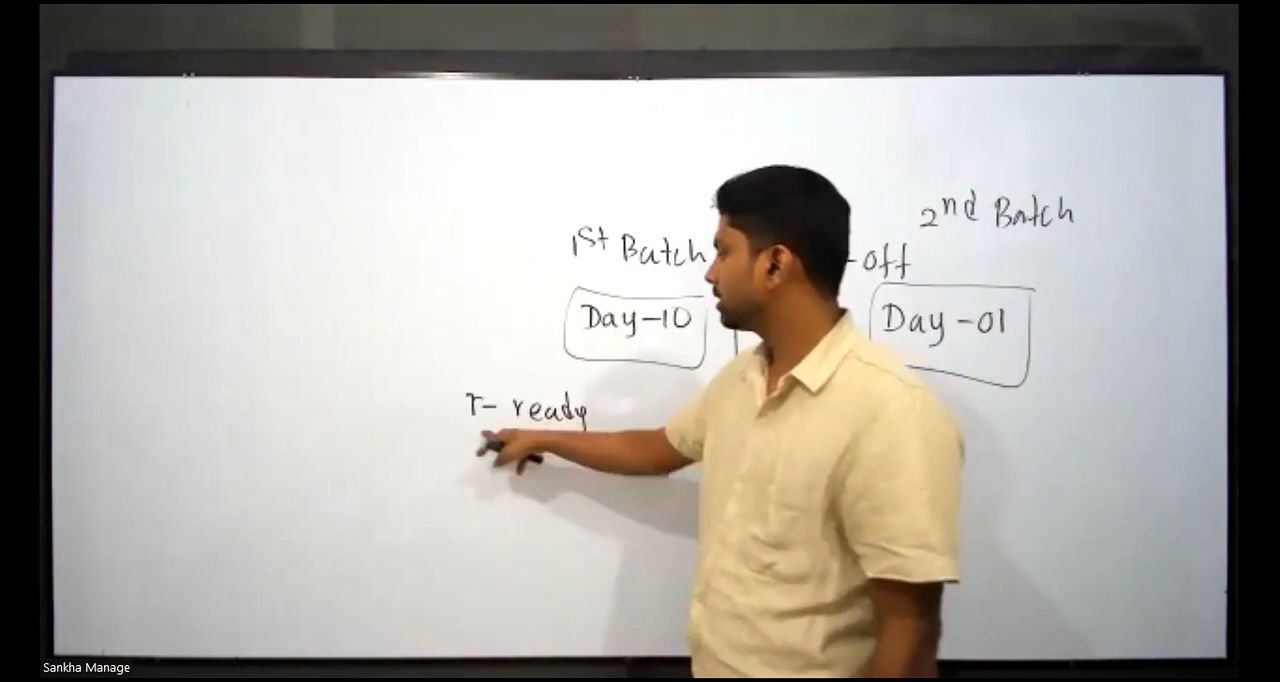 2nd Batch
1st Batch -off
Day-10 Day-01
r- ready
Sankha Manage